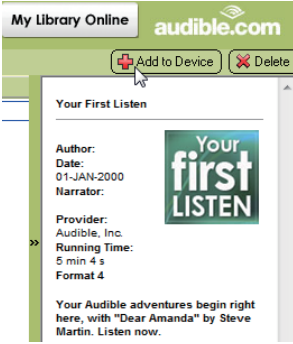 My Library Online
audible.com
Add to Device
Delete
Your First Listen
Your
first
LISTEN
Author:
Date:
01-JAN-2000
Narrator:
Provider:
Audible, Inc.
Running Time:
5 min 4 s
Format 4
»
Your Audible adventures begin right
here, with "Dear Amanda" by Steve
Martin. Listen now.